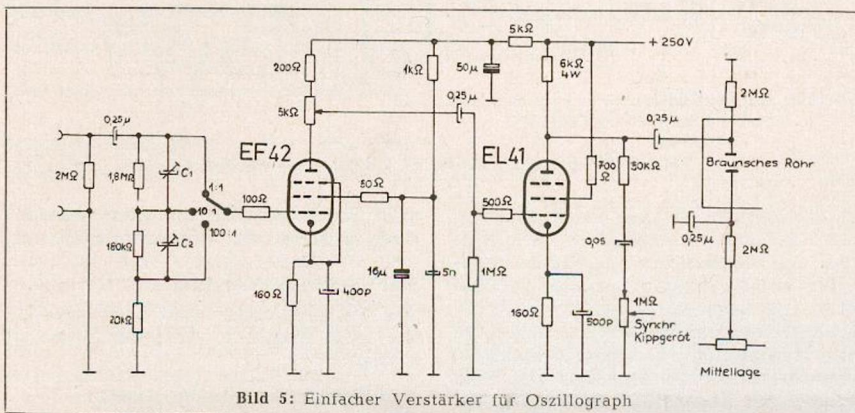 5kΩ
+ 250V
200Ω
1kΩ
50µ
6kΩ
4W
2MΩ
5kΩ
0,25µ
0,25µ
0,25µ
EF42
EL41
Braunsches Rohr
2MΩ
1,8MΩ
C₁
1:1
10:1
100:1
100Ω
50Ω
500Ω
700
Ω
30kΩ
180kΩ
C₂
0,25µ
2MΩ
0,05
160Ω
400p
16µ
5n
1MΩ
160Ω
500p
1MΩ
Synchr
Kippgerät
20kΩ
Mittellage
Bild 5: Einfacher Verstärker für Oszillograph